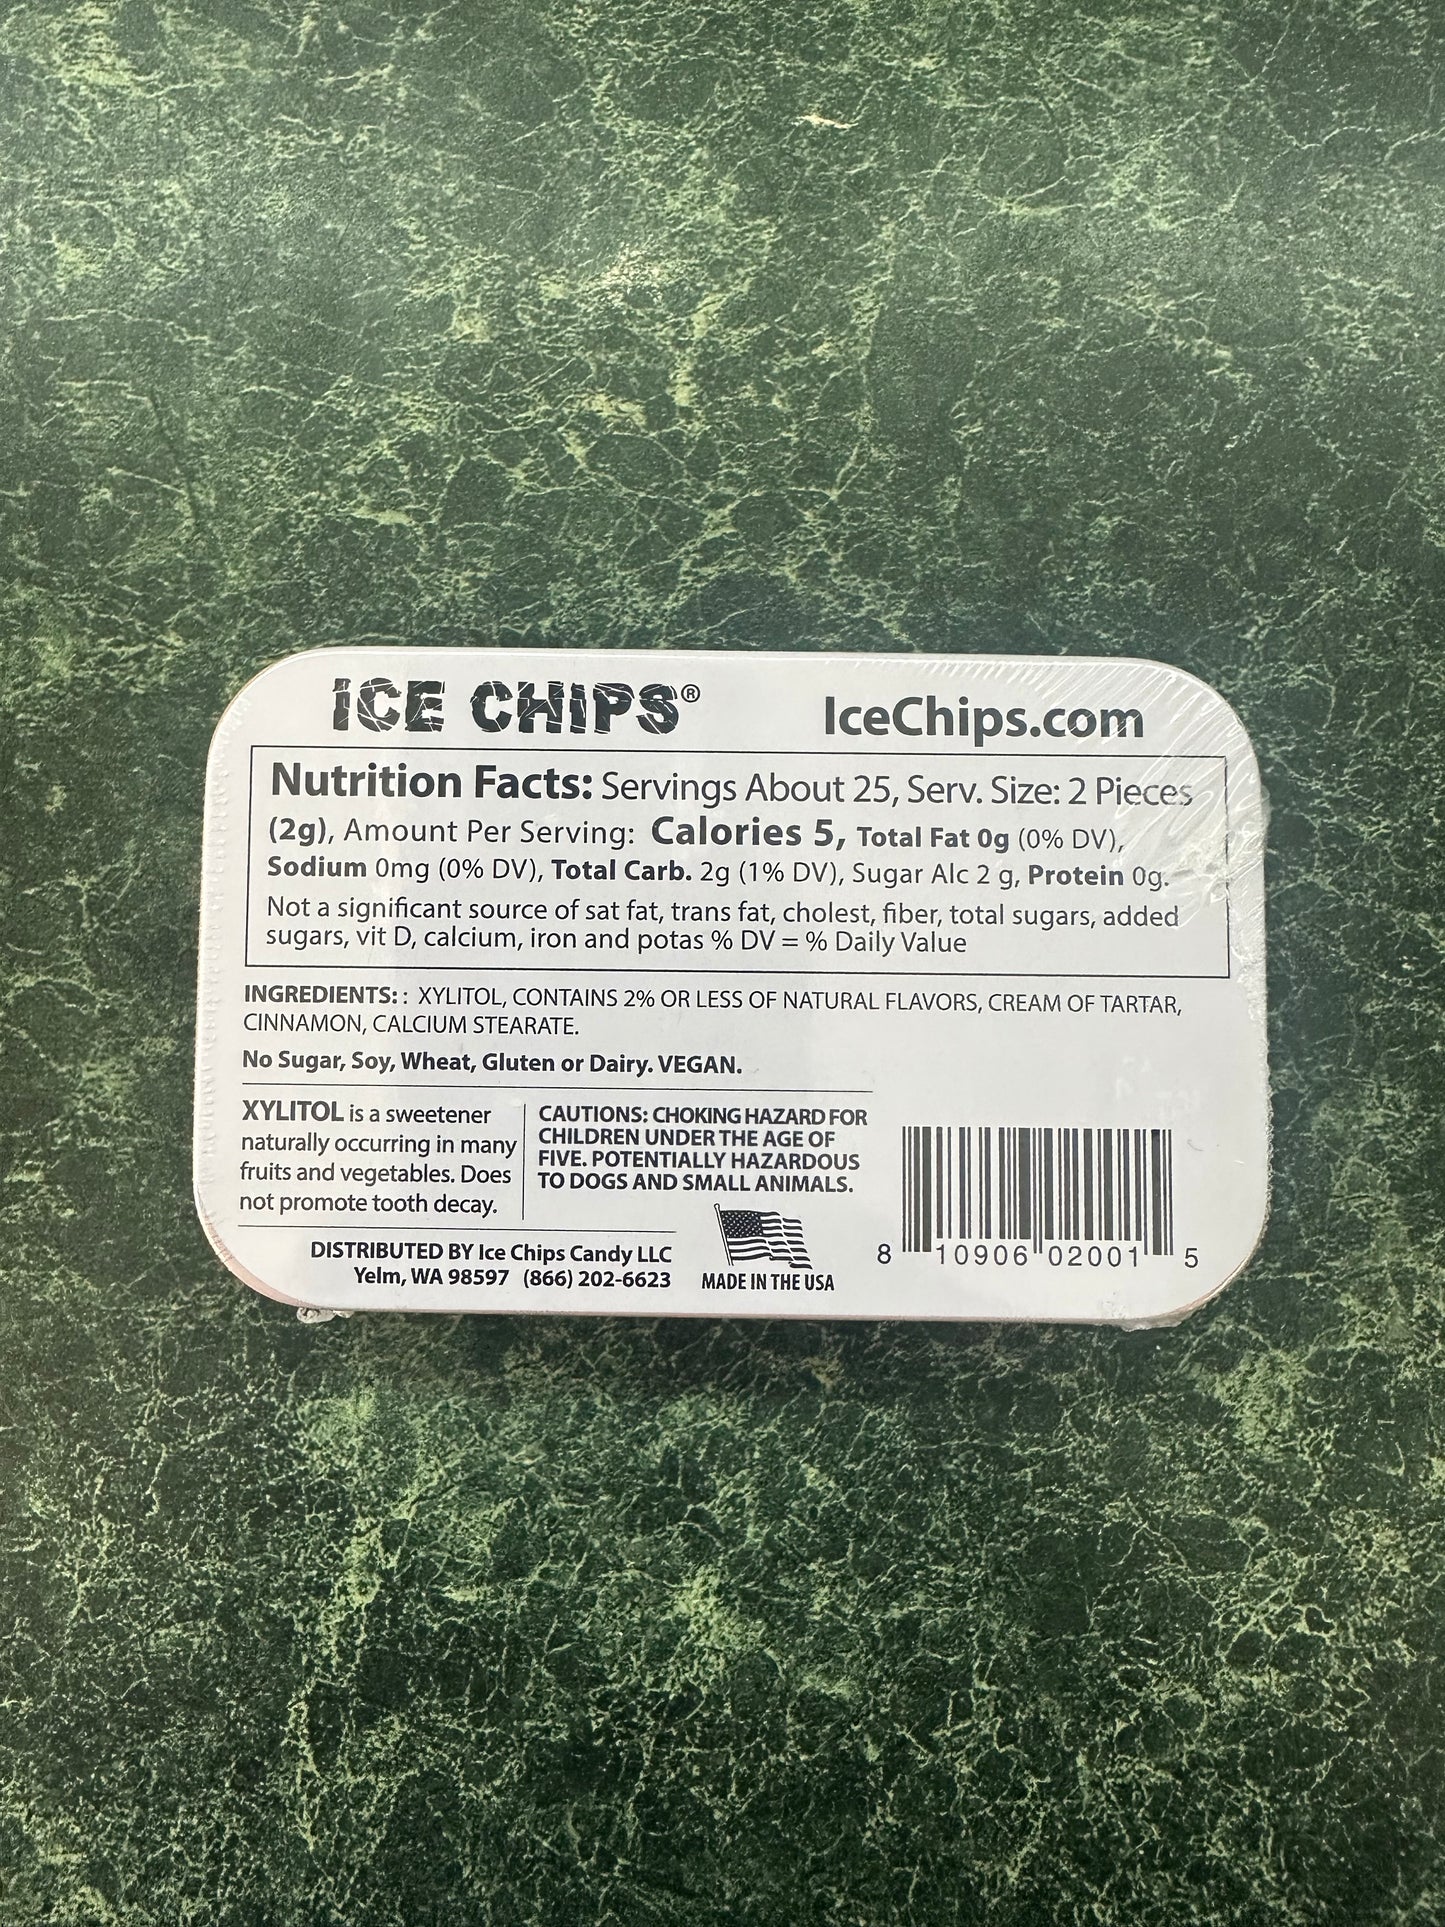 ICE CHIPS®
IceChips.com
Nutrition Facts: Servings About 25, Serv. Size: 2 Pieces
(2g), Amount Per Serving: Calories 5, Total Fat 0g (0% DV),
Sodium 0mg (0% DV), Total Carb. 2g (1% DV), Sugar Alc 2 g, Protein 0g.
Not a significant source of sat fat, trans fat, cholest, fiber, total sugars, added
sugars, vit D, calcium, iron and potas % DV = % Daily Value
INGREDIENTS: : XYLITOL, CONTAINS 2% OR LESS OF NATURAL FLAVORS, CREAM OF TARTAR,
CINNAMON, CALCIUM STEARATE.
No Sugar, Soy, Wheat, Gluten or Dairy. VEGAN.
XYLITOL is a sweetener
naturally occurring in many
fruits and vegetables. Does
not promote tooth decay.
CAUTIONS: CHOKING HAZARD FOR
CHILDREN UNDER THE AGE OF
FIVE. POTENTIALLY HAZARDOUS
TO DOGS AND SMALL ANIMALS.
DISTRIBUTED BY Ice Chips Candy LLC
Yelm, WA 98597 (866) 202-6623
MADE IN THE USA
8 10906 02001 5